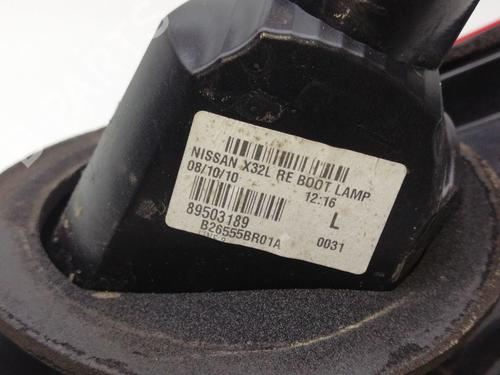 NISSAN X32L RE BOOT LAMP
08/10/10 12:16
89503189 L
B26555BR01A 0031